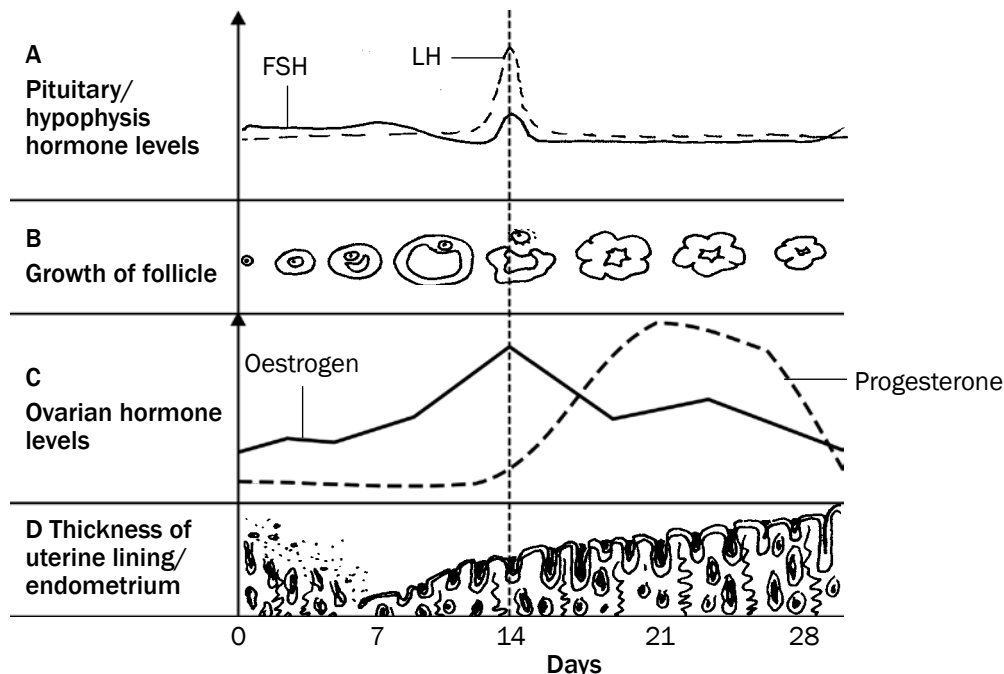 A
Pituitary/
hypophysis
hormone levels
FSH
LH
B
Growth of follicle
C
Ovarian hormone
levels
Oestrogen
Progesterone
D Thickness of
uterine lining/
endometrium
0 7 14 21 28
Days